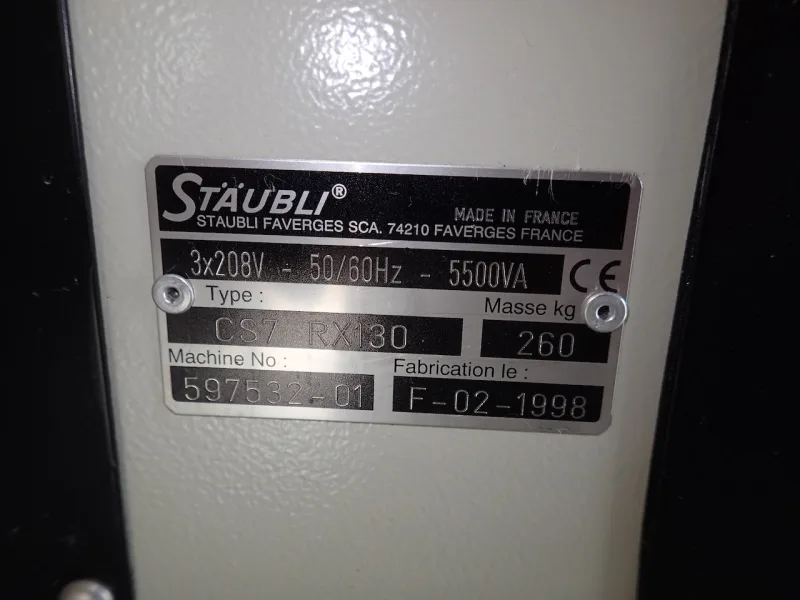 STÄUBLI®
MADE IN FRANCE
STAUBLI FAVERGES SCA. 74210 FAVERGES FRANCE
3x208V - 50/60Hz - 5500VA CE
Type : Masse kg
CS7 RX130 260
Machine No : Fabrication le :
597532-01 F-02-1998